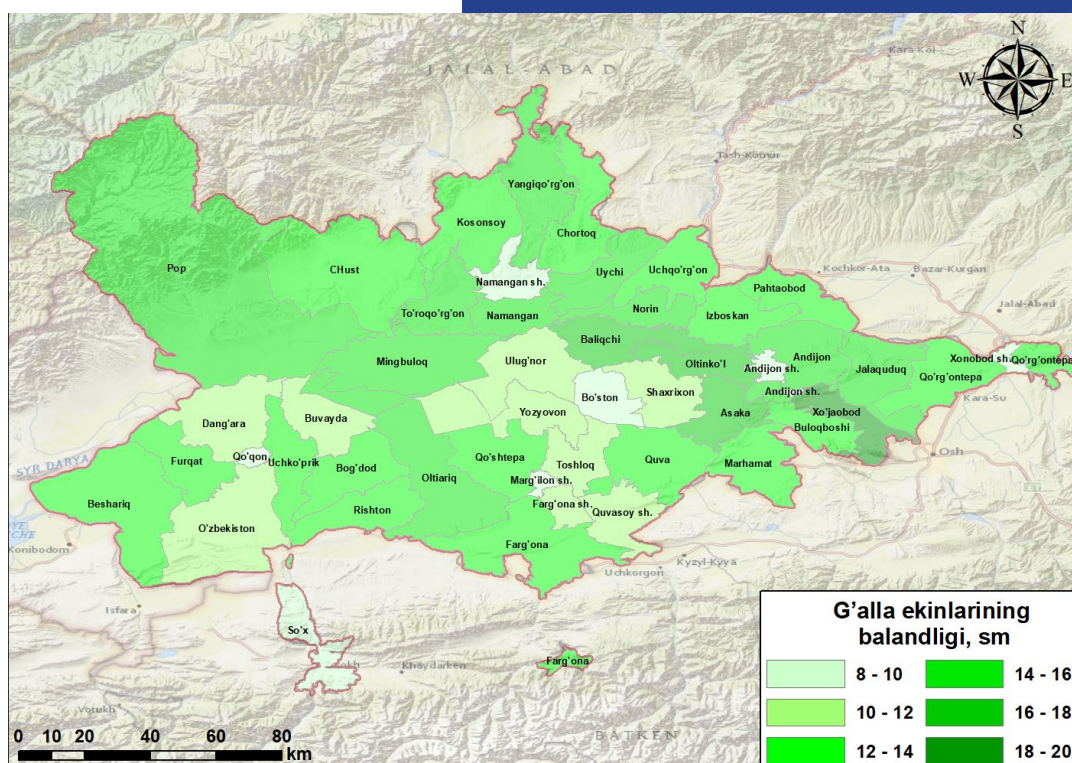 JALAL-ABAD
Kara-Kol
N
W
E
S
Tash-Komur
Yangiqo'rg'on
Kosonsoy
Chortoq
Pop
CHust
Namangan sh.
Uychi
Uchqo'rg'on
Kochkor-Ata
Bazar-Kurgan
Pahtaobod
Jalal-Abad
To'roqo'rg'on
Namangan
Norin
Izboskan
Baliqchi
Mingbuloq
Ulug'nor
Oltinko'l
Andijon
Andijon sh.
Jalaquduq
Xonobod sh.
Qo'rg'ontepa
Qo'rg'ontepa
Kara-Su
Bo'ston
Shaxrixon
Andijon sh.
Dang'ara
Buvayda
Yozyovon
Asaka
Xo'jaobod
Buloqboshi
Qo'qon
Uchko'prik
Furqat
Bog'dod
Qo'shtepa
Toshloq
Quva
Marhamat
Osh
SYR DARYA
Oltiariq
Marg'ilon sh.
Beshariq
Rishton
Farg'ona sh.
Quvasoy sh.
O'zbekiston
Konibodom
Farg'ona
Uchkorgon
Kyzyl-Kyya
Isfara
So'x
Khaydarken
Farg'ona
Vorukh
BATKEN
G'alla ekinlarining
balandligi, sm
8 - 10
14 - 16
10 - 12
16 - 18
12 - 14
18 - 20
0 10 20 40 60 80
km